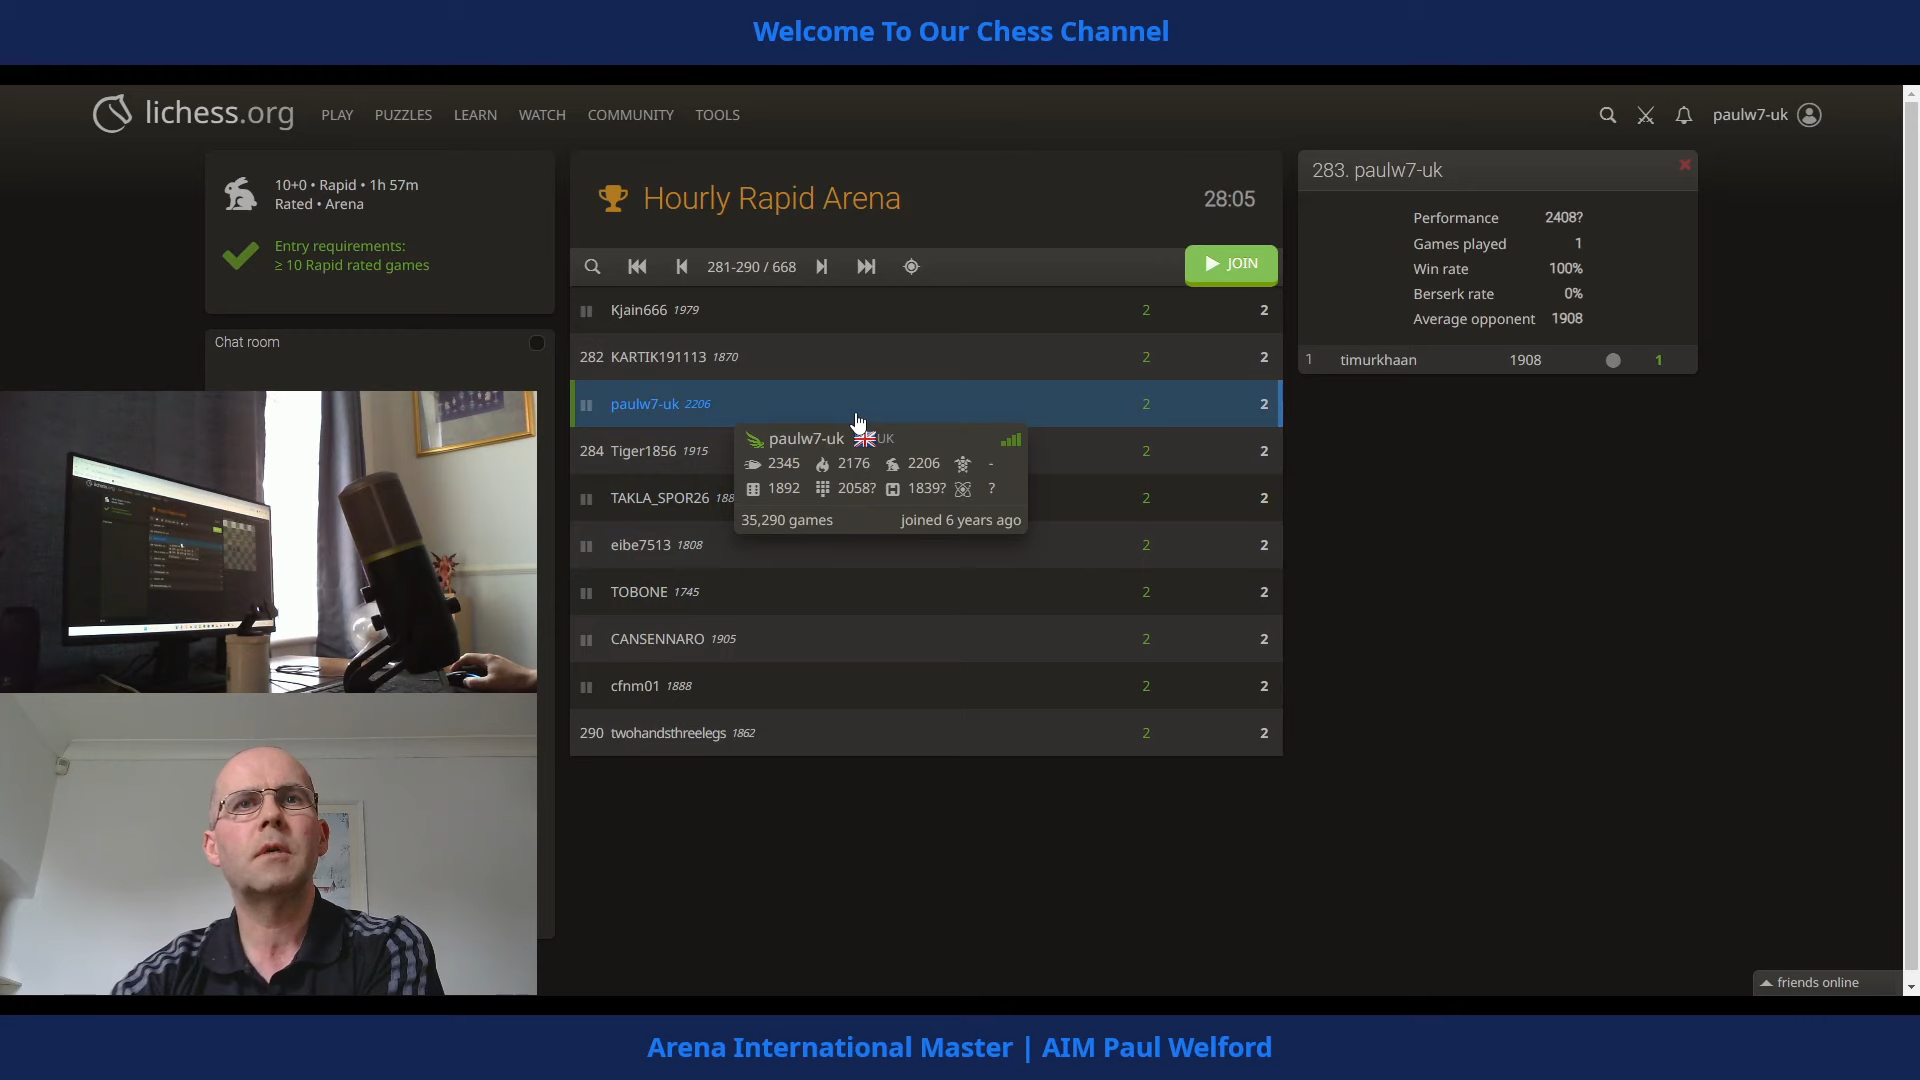 Welcome To Our Chess Channel
lichess.org
PLAY
PUZZLES
LEARN
WATCH
COMMUNITY
TOOLS
paulw7-uk
10+0 • Rapid • 1h 57m
Rated • Arena
Entry requirements:
≥ 10 Rapid rated games
Chat room
Hourly Rapid Arena
28:05
281-290 / 668
JOIN
Kjain666 1979 2 2
282 KARTIK191113 1870 2 2
paulw7-uk 2206 2 2
284 Tiger1856 1915 2 2
TAKLA_SPOR26 188 2 2
eibe7513 1808 2 2
TOBONE 1745 2 2
CANSENNARO 1905 2 2
cfnm01 1888 2 2
290 twohandsthreelegs 1862 2 2
paulw7-uk UK
2345 2176 2206 -
1892 2058? 1839? ?
35,290 games joined 6 years ago
283. paulw7-uk
Performance 2408?
Games played 1
Win rate 100%
Berserk rate 0%
Average opponent 1908
1 timurkhaan 1908 1
friends online
Arena International Master | AIM Paul Welford